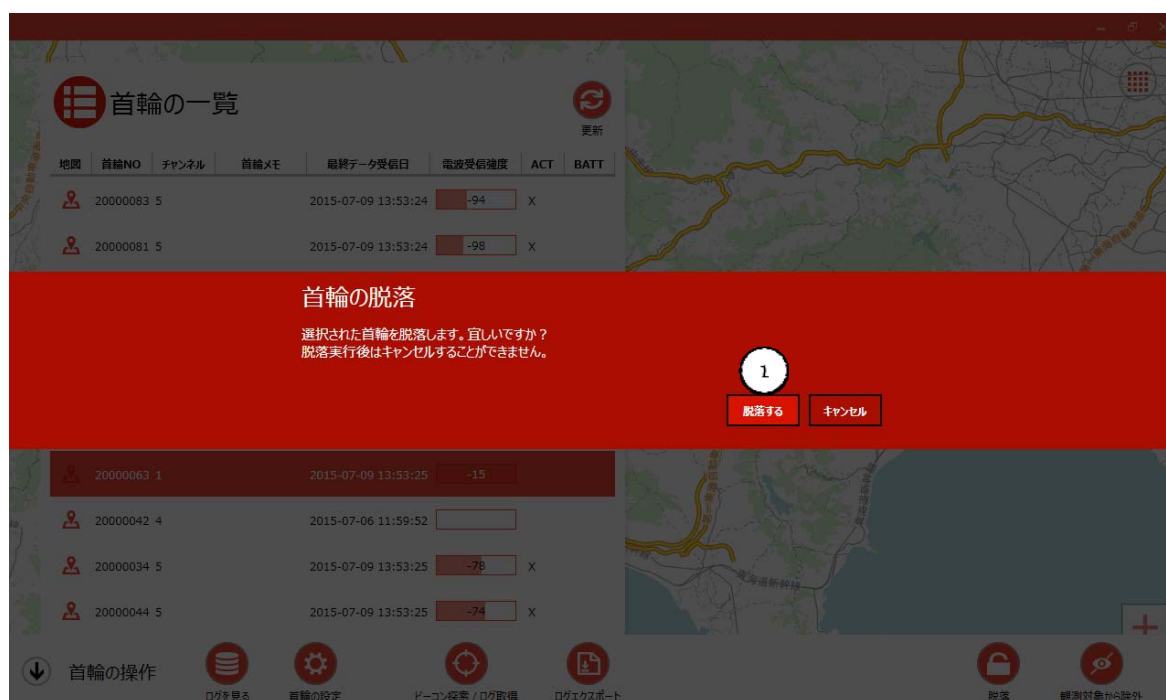 首輪の一覧
更新
地図 首輪NO チャンネル 首輪メモ 最終データ受信日 電波受信強度 ACT BATT
20000083 5 2015-07-09 13:53:24 -94 X
20000081 5 2015-07-09 13:53:24 -98 X
首輪の脱落
選択された首輪を脱落します。宜しいですか？
脱落実行後はキャンセルすることができません。
1
脱落する キャンセル
20000063 1 2015-07-09 13:53:25 -15
20000042 4 2015-07-06 11:59:52
20000034 5 2015-07-09 13:53:25 -78 X
20000044 5 2015-07-09 13:53:25 -74 X
東海道新幹線
首輪の操作
ログを見る 首輪の設定 ビーコン探索 / ログ取得 ログエクスポート 脱落 観測対象から除外